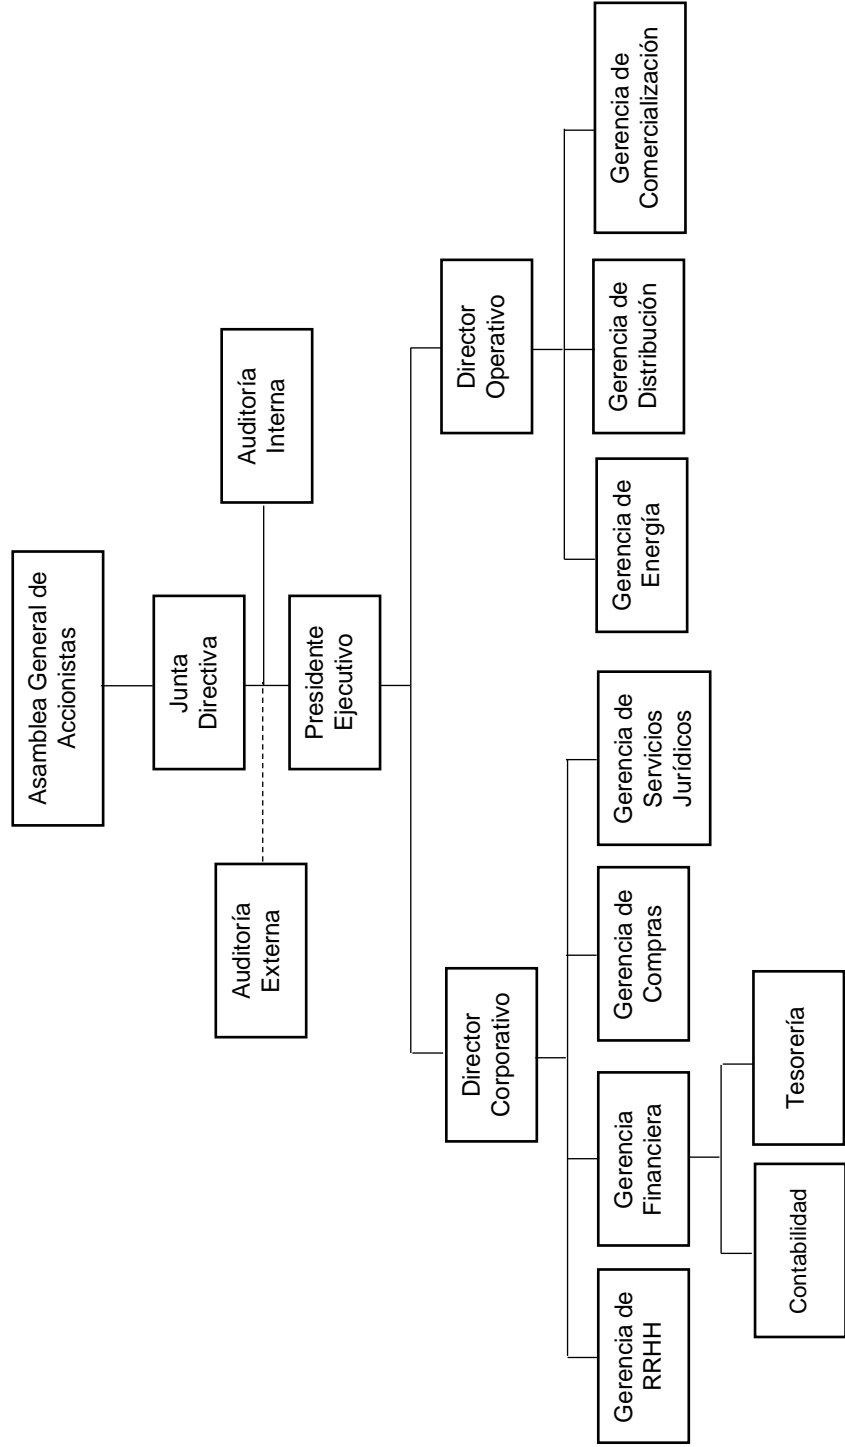 Asamblea General de
Accionistas
Junta
Directiva
Auditoría
Externa
Auditoría
Interna
Presidente
Ejecutivo
Director
Corporativo
Director
Operativo
Gerencia de
RRHH
Gerencia
Financiera
Gerencia de
Compras
Gerencia de
Servicios
Jurídicos
Gerencia de
Energía
Gerencia de
Distribución
Gerencia de
Comercialización
Contabilidad
Tesorería